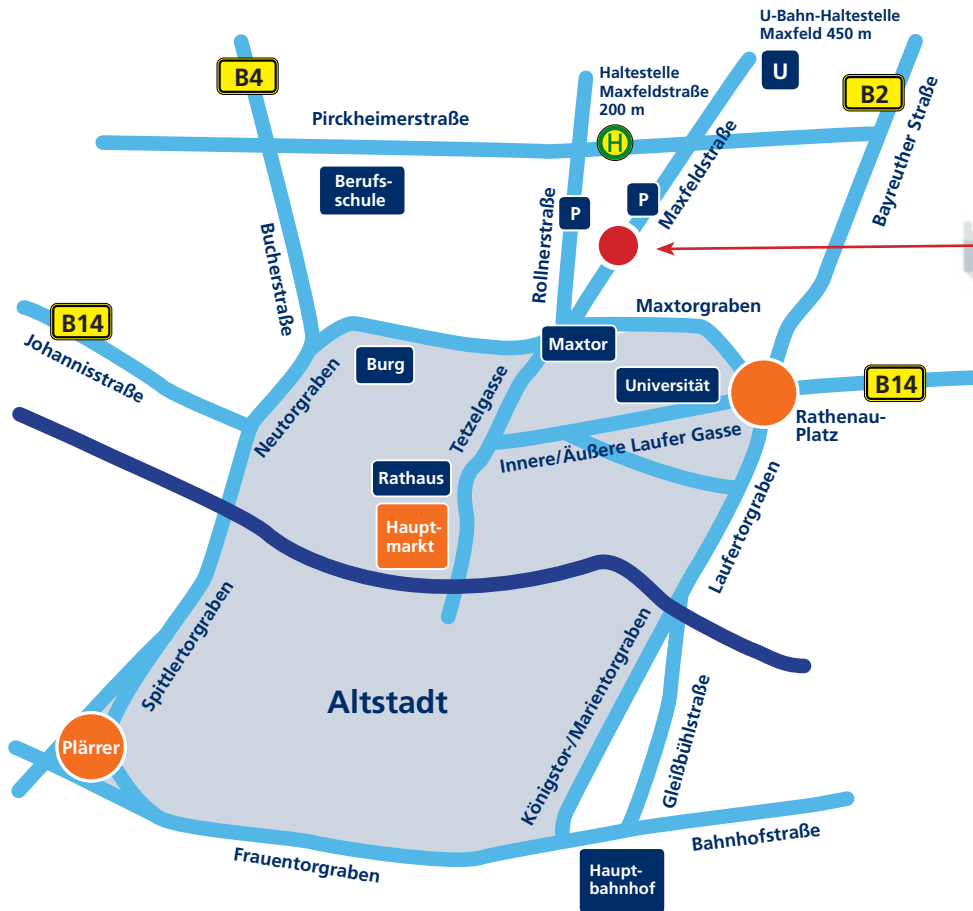 U-Bahn-Haltestelle
Maxfeld 450 m
U
B4
Haltestelle
Maxfeldstraße
200 m
B2
Pirckheimerstraße
H
Bayreuther Straße
Berufs-
schule
P
P
Maxfeldstraße
Bucherstraße
Rollnerstraße
B14
Johannisstraße
Maxtorgraben
Maxtor
Burg
Universität
B14
Neutorgraben
Tetzelgasse
Rathenau-
Platz
Innere/Äußere Laufer Gasse
Rathaus
Haupt-
markt
Laufertorgraben
Spittlertorgraben
Altstadt
Königstor-/Marientorgraben
Gleißbühlstraße
Plärrer
Frauentorgraben
Bahnhofstraße
Haupt-
bahnhof